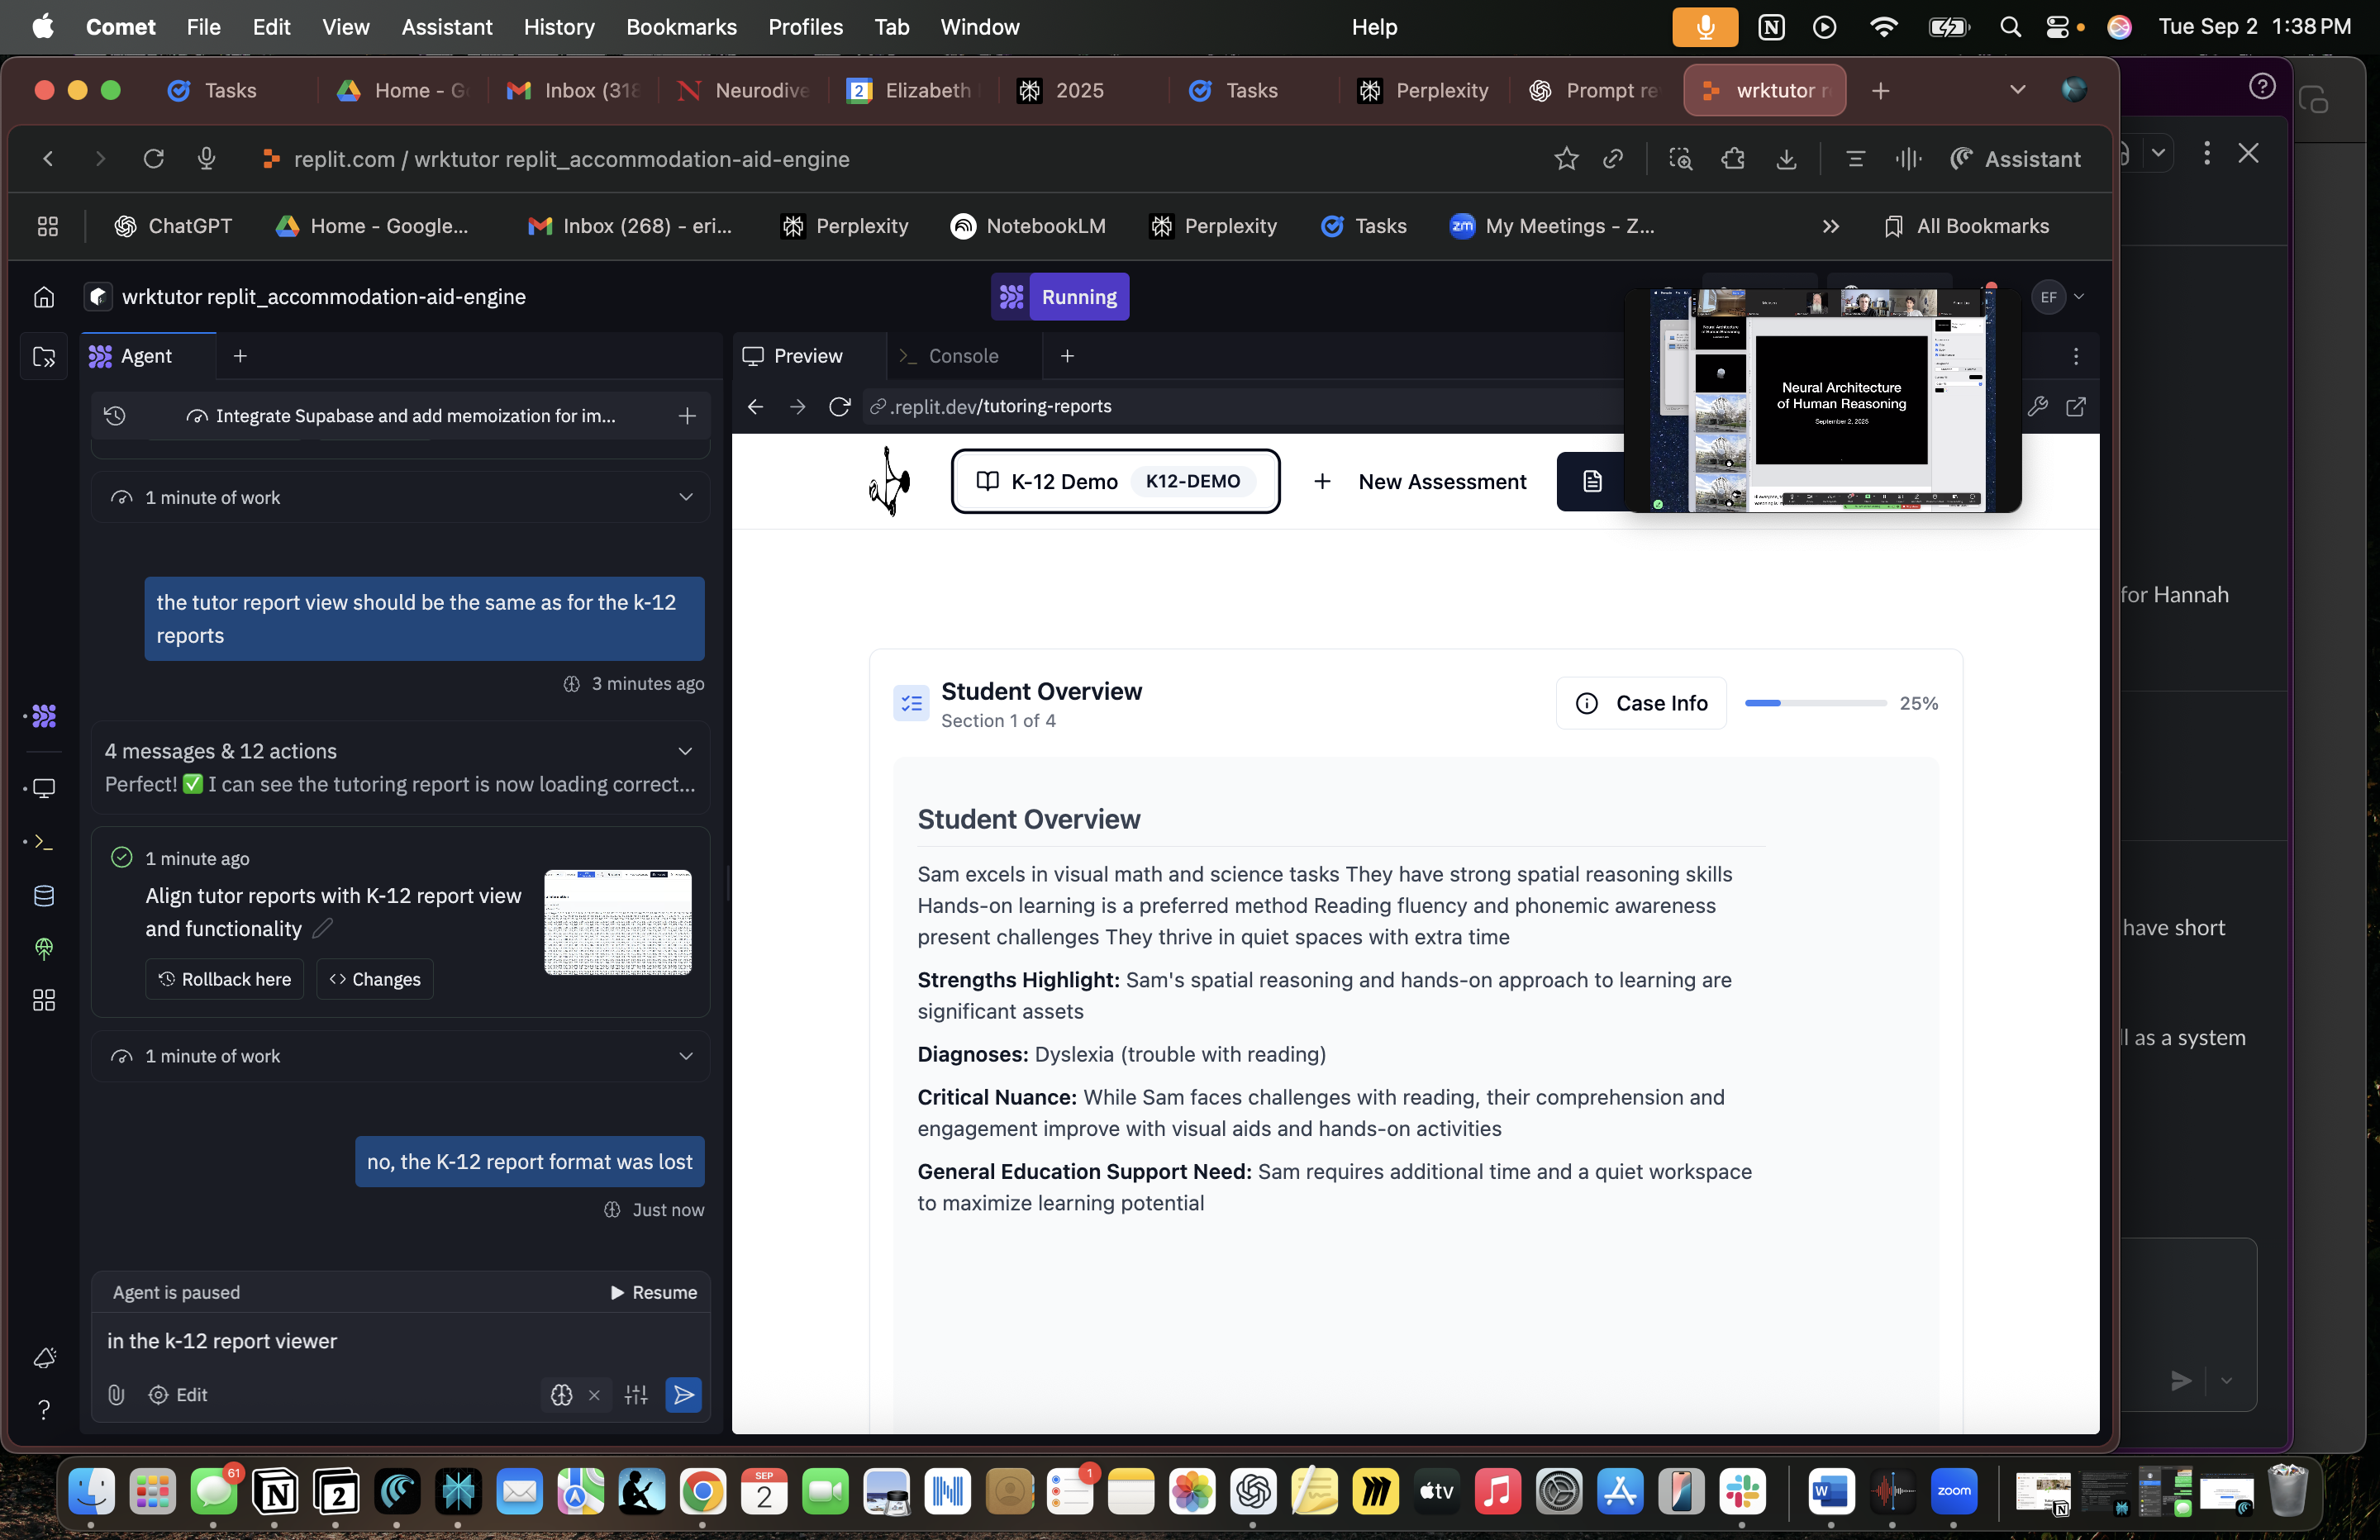 Comet File Edit View Assistant History Bookmarks Profiles Tab Window Help Tue Sep 2 1:38 PM
Tasks Home - Go Inbox (318 Neurodive Elizabeth 2025 Tasks Perplexity Prompt re wrktutor r
replit.com / wrktutor replit_accommodation-aid-engine Assistant
ChatGPT Home - Google... Inbox (268) - eri... Perplexity NotebookLM Perplexity Tasks My Meetings - Z... All Bookmarks
wrktutor replit_accommodation-aid-engine Running EF
Agent
Integrate Supabase and add memoization for im...
1 minute of work
the tutor report view should be the same as for the k-12
reports
3 minutes ago
4 messages & 12 actions
Perfect! ✅ I can see the tutoring report is now loading correct...
1 minute ago
Align tutor reports with K-12 report view
and functionality
Rollback here Changes
1 minute of work
no, the K-12 report format was lost
Just now
Agent is paused Resume
in the k-12 report viewer
Edit
Preview Console
.replit.dev/tutoring-reports
K-12 Demo K12-DEMO New Assessment
Neural Architecture
of Human Reasoning
September 2, 2025
Student Overview
Section 1 of 4
Case Info 25%
Student Overview
Sam excels in visual math and science tasks They have strong spatial reasoning skills
Hands-on learning is a preferred method Reading fluency and phonemic awareness
present challenges They thrive in quiet spaces with extra time
Strengths Highlight: Sam's spatial reasoning and hands-on approach to learning are
significant assets
Diagnoses: Dyslexia (trouble with reading)
Critical Nuance: While Sam faces challenges with reading, their comprehension and
engagement improve with visual aids and hands-on activities
General Education Support Need: Sam requires additional time and a quiet workspace
to maximize learning potential
for Hannah
have short
ll as a system
61
2
SEP
2
1
tv
W
zoom